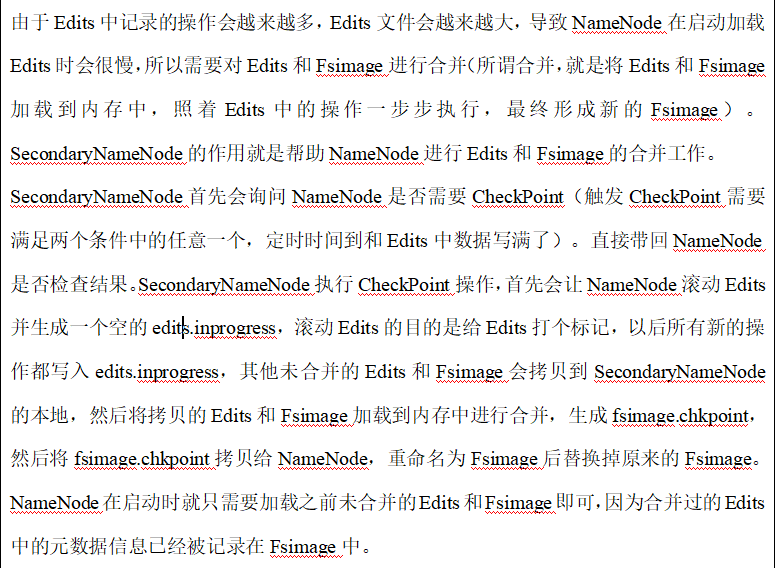 由于 Edits 中记录的操作会越来越多，Edits 文件会越来越大，导致 NameNode 在启动加载
Edits 时会很慢，所以需要对 Edits 和 Fsimage 进行合并（所谓合并，就是将 Edits 和 Fsimage
加载到内存中，照着 Edits 中的操作一步步执行，最终形成新的 Fsimage）。
SecondaryNameNode 的作用就是帮助 NameNode 进行 Edits 和 Fsimage 的合并工作。
SecondaryNameNode 首先会询问 NameNode 是否需要 CheckPoint（触发 CheckPoint 需要
满足两个条件中的任意一个，定时时间到和 Edits 中数据写满了）。直接带回 NameNode
是否检查结果。SecondaryNameNode 执行 CheckPoint 操作，首先会让 NameNode 滚动 Edits
并生成一个空的 edits.inprogress，滚动 Edits 的目的是给 Edits 打个标记，以后所有新的操
作都写入 edits.inprogress，其他未合并的 Edits 和 Fsimage 会拷贝到 SecondaryNameNode
的本地，然后将拷贝的 Edits 和 Fsimage 加载到内存中进行合并，生成 fsimage.chkpoint，
然后将 fsimage.chkpoint 拷贝给 NameNode，重命名为 Fsimage 后替换掉原来的 Fsimage。
NameNode 在启动时就只需要加载之前未合并的 Edits 和 Fsimage 即可，因为合并过的 Edits
中的元数据信息已经被记录在 Fsimage 中。